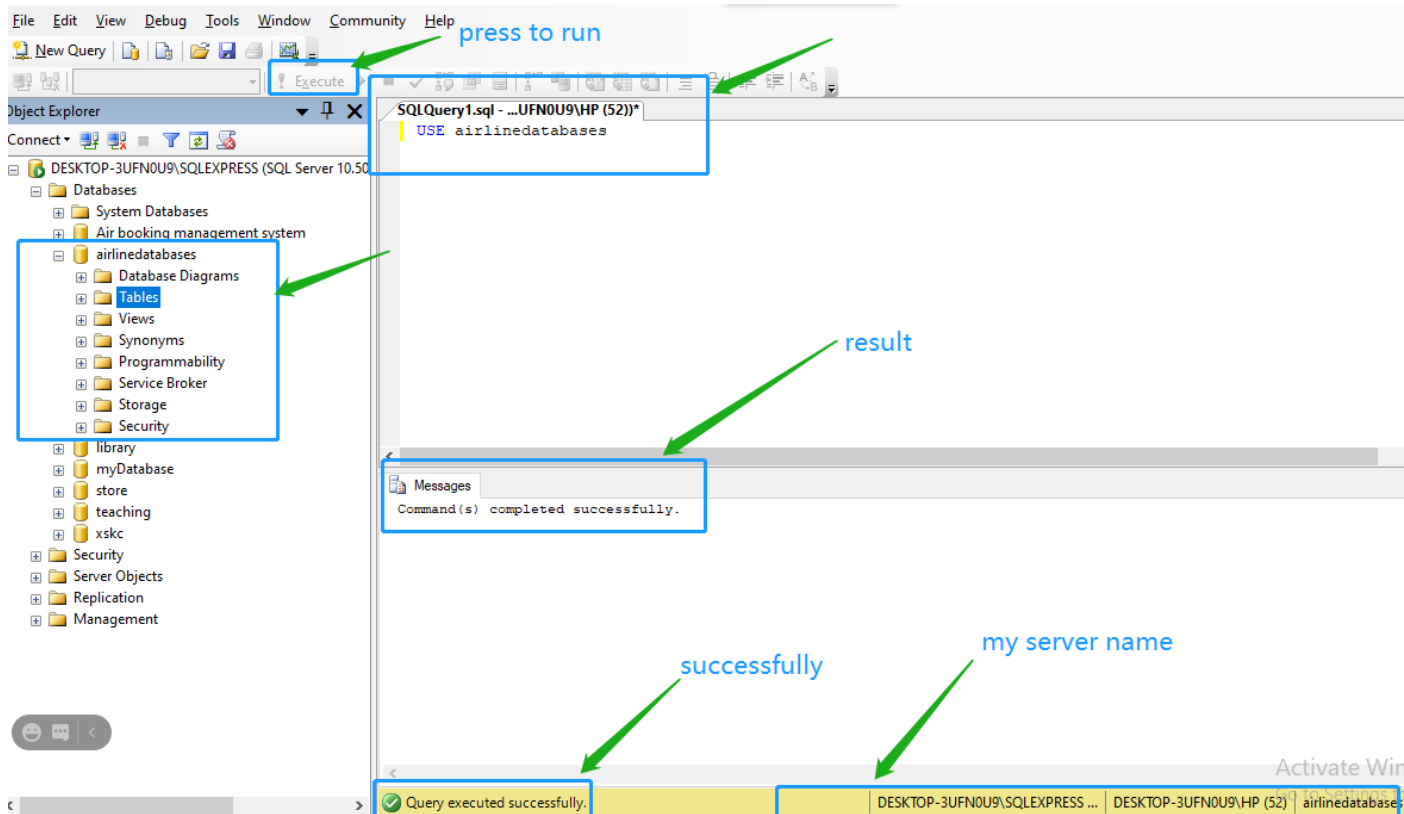 File Edit View Debug Tools Window Community Help
press to run
New Query
Execute
Object Explorer
SQLQuery1.sql - ...UFN0U9\HP (52))*
USE airlinedatabases
Connect
DESKTOP-3UFN0U9\SQLEXPRESS (SQL Server 10.50
Databases
System Databases
Air booking management system
airlinedatabases
Database Diagrams
Tables
Views
Synonyms
Programmability
Service Broker
Storage
Security
library
myDatabase
store
teaching
xskc
Security
Server Objects
Replication
Management
result
Messages
Command(s) completed successfully.
my server name
successfully
Activate Win
Go to Settings t
Query executed successfully.
DESKTOP-3UFN0U9\SQLEXPRESS ...
DESKTOP-3UFN0U9\HP (52)
airlinedatabases